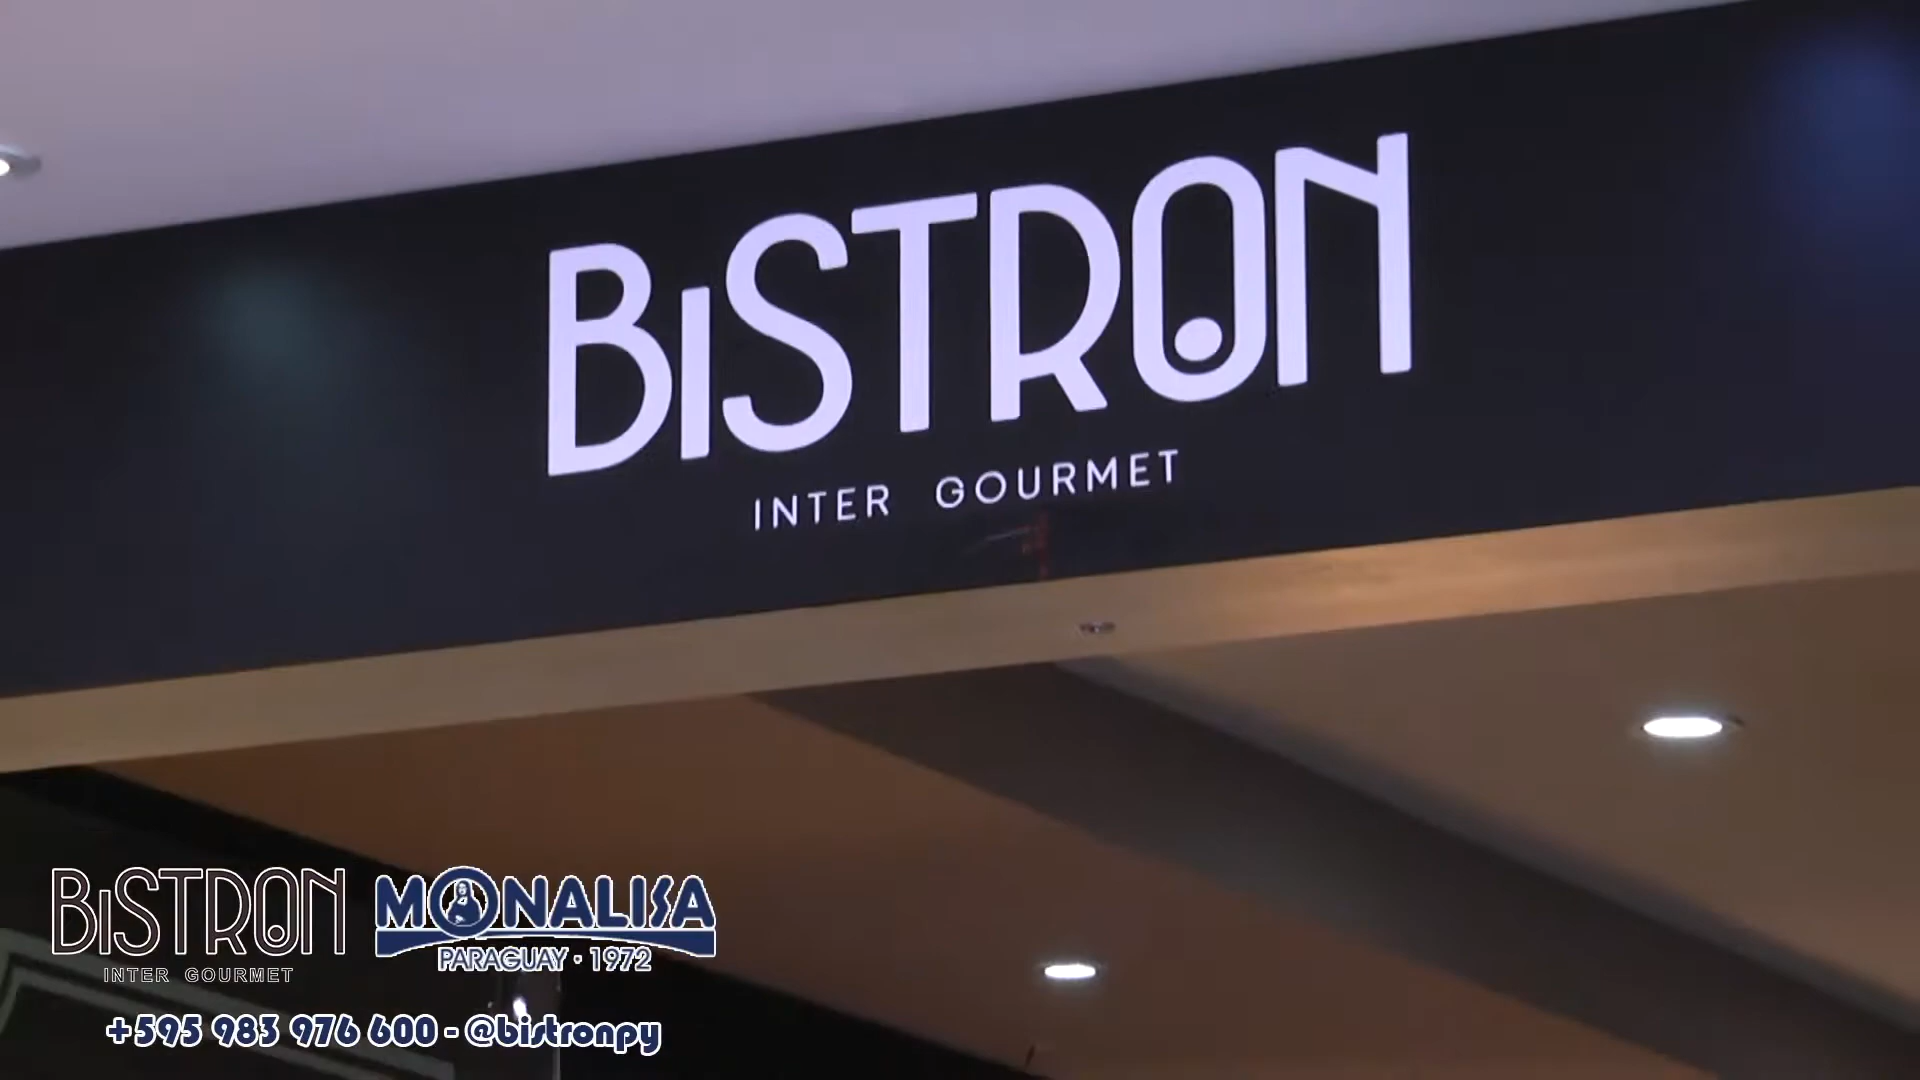 BiSTRON
INTER GOURMET
BiSTRON
INTER GOURMET
MONALISA
PARAGUAY • 1972
+595 983 976 600 - @bistronpy